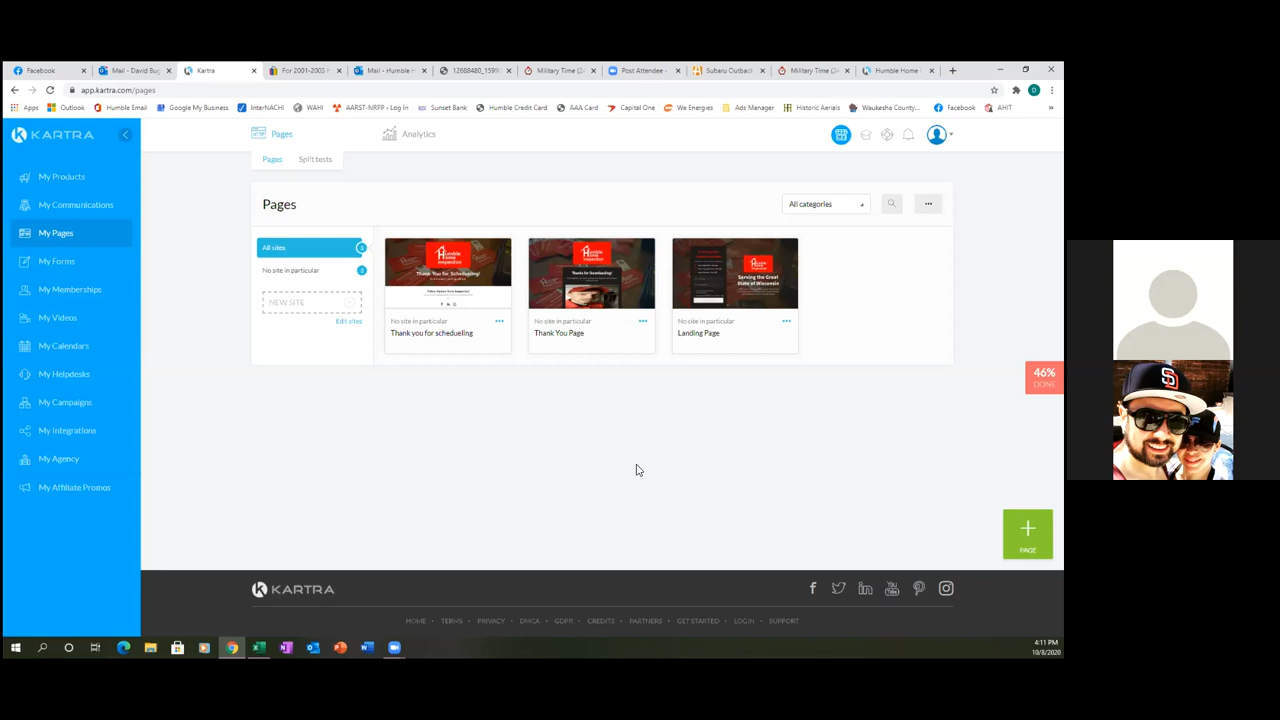 Facebook
Mail - David Bug
Kartra
For 2001-2003 F
Mail - Humble H
12688480_1599
Military Time (24
Post Attendee -
Subaru Outback
Military Time (24
Humble Home I
app.kartra.com/pages
Apps
Outlook
Humble Email
Google My Business
InterNACHI
WAHI
AARST-NRPP • Log In
Sunset Bank
Humble Credit Card
AAA Card
Capital One
We Energies
Ads Manager
Historic Aerials
Waukesha County...
Facebook
AHIT
KARTRA
Pages
Analytics
Pages
Split tests
My Products
My Communications
My Pages
My Forms
My Memberships
My Videos
My Calendars
My Helpdesks
My Campaigns
My Integrations
My Agency
My Affiliate Promos
Pages
All categories
All sites
3
No site in particular
3
NEW SITE
Edit sites
Humble Home Inspection
Thank You for Scheduling!
No site in particular
Thank you for schedueling
Thanks for Downloading!
No site in particular
Thank You Page
Serving the Great
State of Wisconsin
No site in particular
Landing Page
46%
DONE
PAGE
KARTRA
HOME • TERMS • PRIVACY • DMCA • GDPR • CREDITS • PARTNERS • GET STARTED • LOGIN • SUPPORT
4:11 PM
10/8/2020